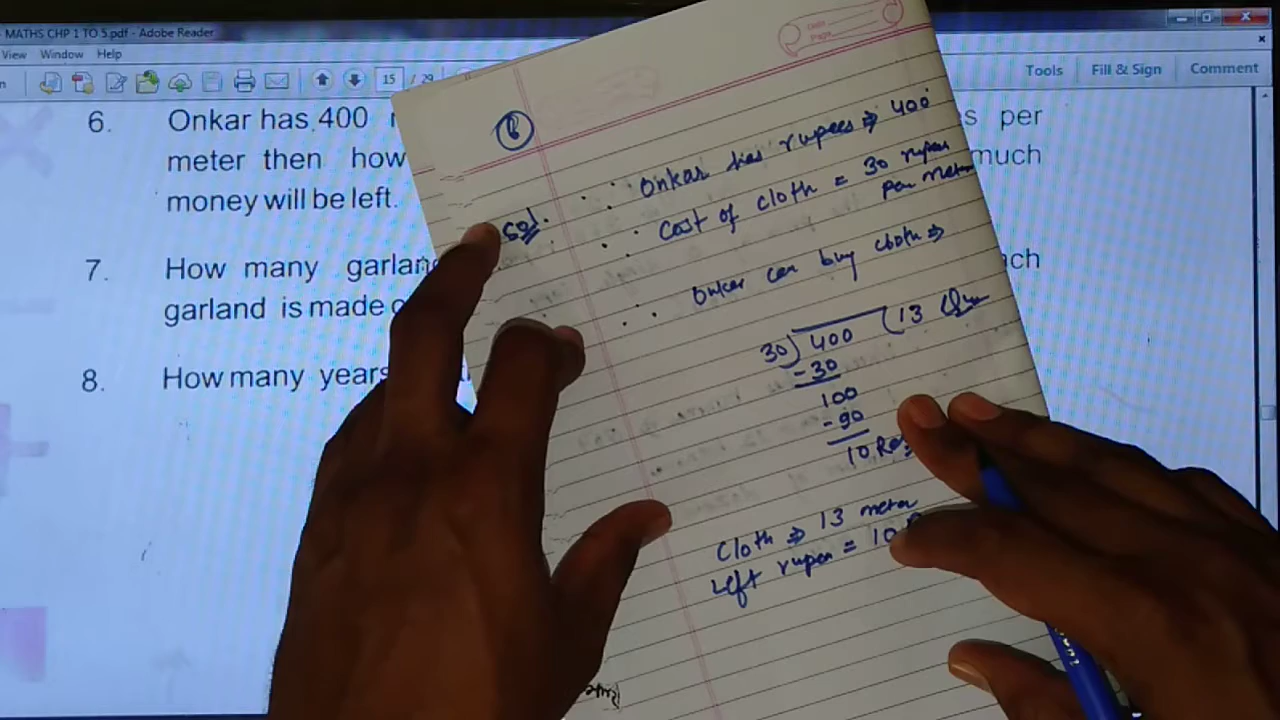 MATHS CHP 1 TO 5.pdf - Adobe Reader
View Window Help
15 / 29
Tools Fill & Sign Comment
6. Onkar has 400 per
meter then how much
money will be left.
7. How many garland
garland is made
8. How many years
6
Sol. ∴ Onkar has rupees ⇒ 400
∴ Cost of cloth = 30 rupees
per meter
∴ Onkar can buy cloth ⇒
30) 400 ( 13
- 30
100
- 90
10
Cloth ⇒ 13 meter
Left rupees = 10